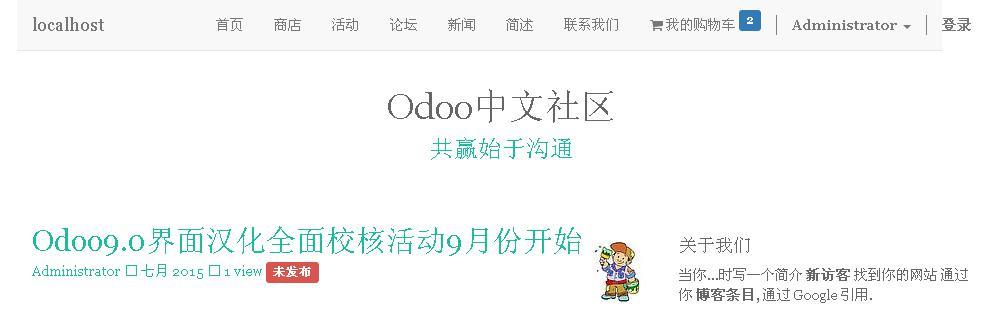 localhost 首页 商店 活动 论坛 新闻 简述 联系我们 我的购物车 2 Administrator 登录
Odoo中文社区
共赢始于沟通
Odoo9.0界面汉化全面校核活动9月份开始
Administrator 七月 2015 1 view 未发布
关于我们
当你...时写一个简介 新访客 找到你的网站 通过
你 博客条目, 通过 Google 引用.